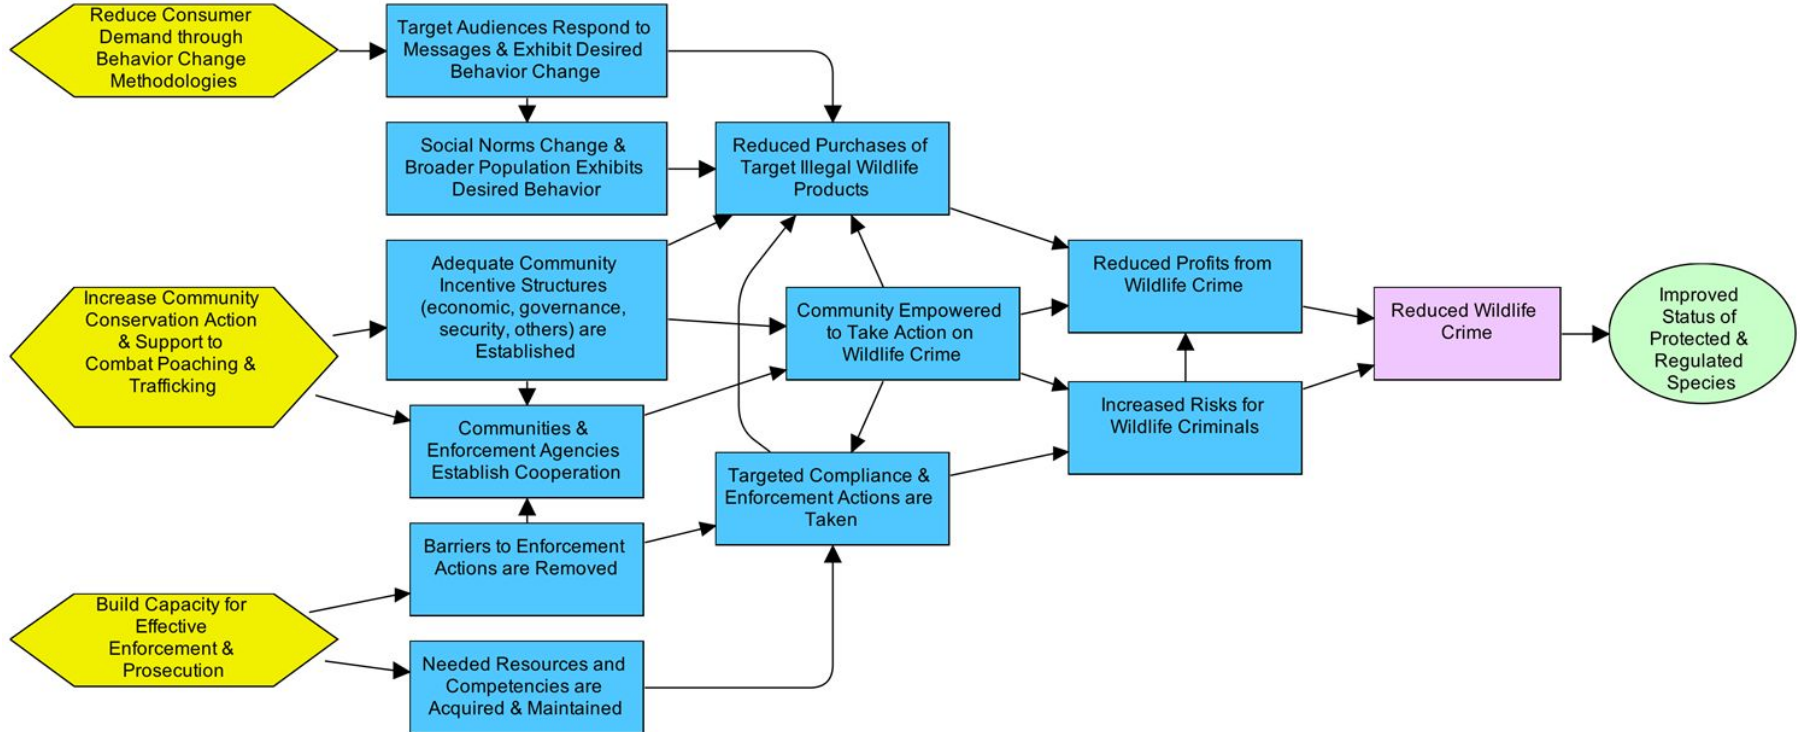 Reduce Consumer
Demand through
Behavior Change
Methodologies
Target Audiences Respond to
Messages & Exhibit Desired
Behavior Change
Social Norms Change &
Broader Population Exhibits
Desired Behavior
Reduced Purchases of
Target Illegal Wildlife
Products
Increase Community
Conservation Action
& Support to
Combat Poaching &
Trafficking
Adequate Community
Incentive Structures
(economic, governance,
security, others) are
Established
Communities &
Enforcement Agencies
Establish Cooperation
Community Empowered
to Take Action on
Wildlife Crime
Reduced Profits from
Wildlife Crime
Increased Risks for
Wildlife Criminals
Reduced Wildlife
Crime
Improved
Status of
Protected &
Regulated
Species
Targeted Compliance &
Enforcement Actions are
Taken
Build Capacity for
Effective
Enforcement &
Prosecution
Barriers to Enforcement
Actions are Removed
Needed Resources and
Competencies are
Acquired & Maintained